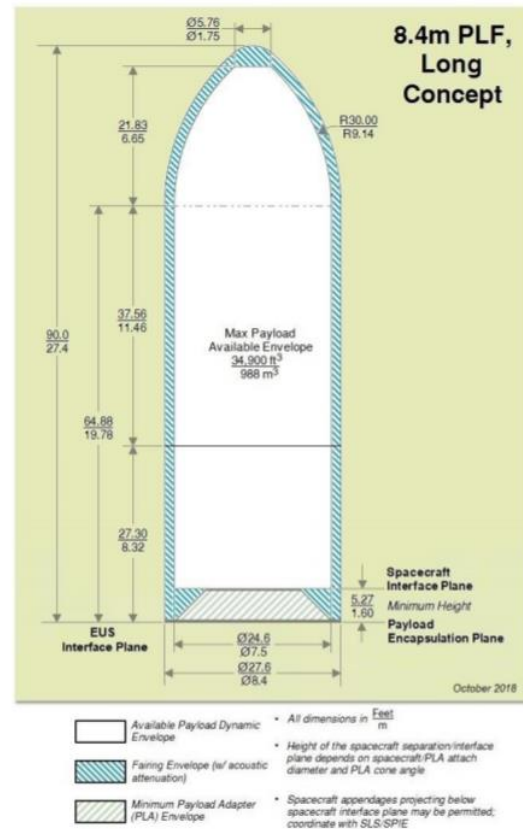 Ø5.76
Ø1.75
8.4m PLF,
Long
Concept
21.83
6.65
R30.00
R9.14
90.0
27.4
37.56
11.46
Max Payload
Available Envelope
34,900 ft³
988 m³
64.88
19.78
27.30
8.32
Spacecraft
Interface Plane
5.27
1.60
Minimum Height
Payload
Encapsulation Plane
EUS
Interface Plane
Ø24.6
Ø7.5
Ø27.6
Ø8.4
October 2018
Available Payload Dynamic
Envelope
Fairing Envelope (w/ acoustic
attenuation)
Minimum Payload Adapter
(PLA) Envelope
• All dimensions in Feet
m
• Height of the spacecraft separation/interface
plane depends on spacecraft/PLA attach
diameter and PLA cone angle
• Spacecraft appendages projecting below
spacecraft interface plane may be permitted;
coordinate with SLS/SPIE